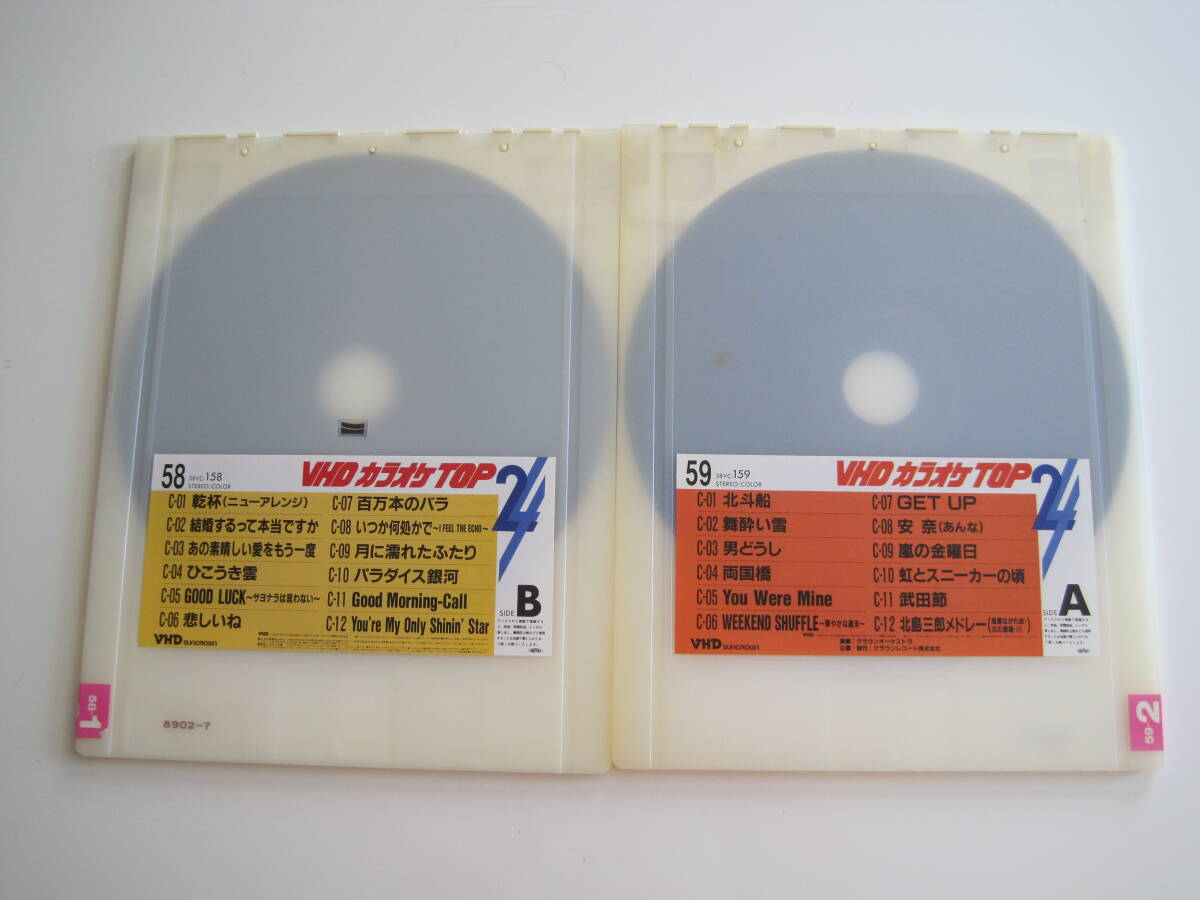 58 38VC-158
STEREO/COLOR
VHD カラオケ TOP 24
C-01 乾杯(ニューアレンジ)
C-02 結婚するって本当ですか
C-03 あの素晴しい愛をもう一度
C-04 ひこうき雲
C-05 GOOD LUCK〜サヨナラは言わない〜
C-06 悲しいね
C-07 百万本のバラ
C-08 いつか何処かで〜I FEEL THE ECHO〜
C-09 月に濡れたふたり
C-10 パラダイス銀河
C-11 Good Morning-Call
C-12 You're My Only Shinin' Star
SIDE B
VHD SUNCROWN
58-1
8902-7
59 38VC-159
STEREO/COLOR
VHD カラオケ TOP 24
C-01 北斗船
C-02 舞酔い雪
C-03 男どうし
C-04 両国橋
C-05 You Were Mine
C-06 WEEKEND SHUFFLE〜華やかな週末〜
C-07 GET UP
C-08 安奈(あんな)
C-09 嵐の金曜日
C-10 虹とスニーカーの頃
C-11 武田節
C-12 北島三郎メドレー
SIDE A
VHD SUNCROWN
演奏:クラウンオーケストラ
企画・制作:クラウンレコード株式会社
59-2